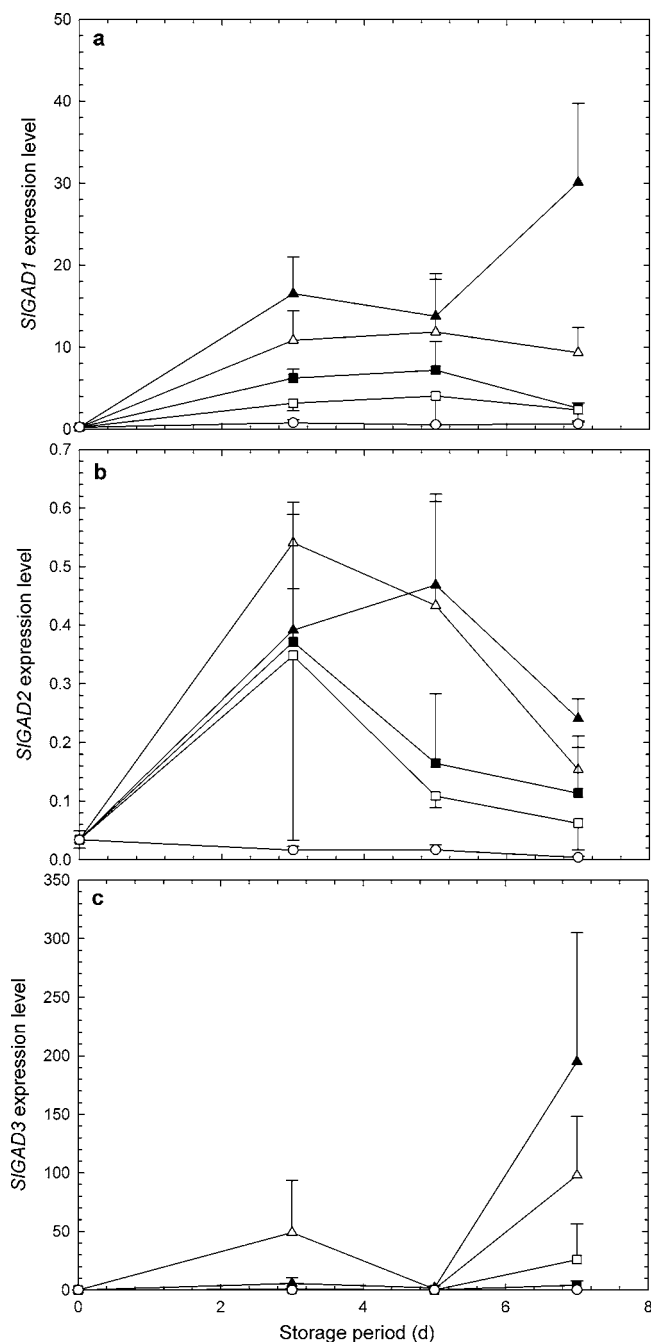 a
50
40
30
20
10
0
SlGAD1 expression level
b
0.7
0.6
0.5
0.4
0.3
0.2
0.1
0.0
SlGAD2 expression level
c
350
300
250
200
150
100
50
0
SlGAD3 expression level
0 2 4 6 8
Storage period (d)